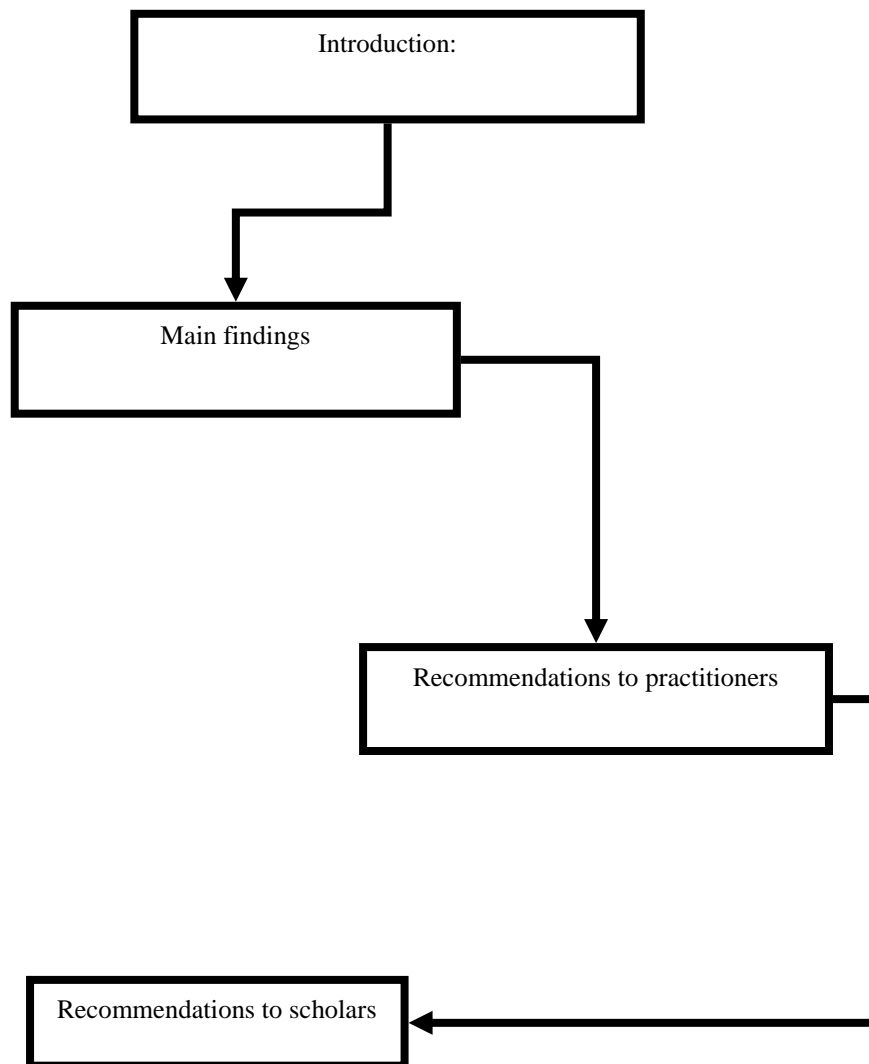 Introduction:
Main findings
Recommendations to practitioners
Recommendations to scholars